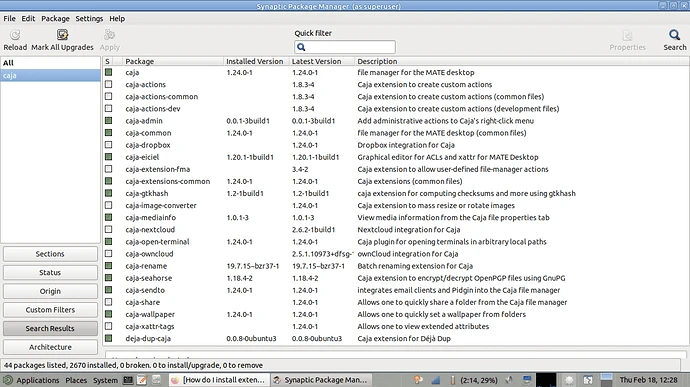 Synaptic Package Manager (as superuser)
File Edit Package Settings Help
Reload Mark All Upgrades Apply Quick filter Properties Search
All
caja
S Package Installed Version Latest Version Description
caja 1.24.0-1 1.24.0-1 file manager for the MATE desktop
caja-actions 1.8.3-4 Caja extension to create custom actions
caja-actions-common 1.8.3-4 Caja extension to create custom actions (common files)
caja-actions-dev 1.8.3-4 Caja extension to create custom actions (development files)
caja-admin 0.0.1-3build1 0.0.1-3build1 Add administrative actions to Caja's right-click menu
caja-common 1.24.0-1 1.24.0-1 file manager for the MATE desktop (common files)
caja-dropbox 1.24.0-1 Dropbox integration for Caja
caja-eiciel 1.20.1-1build1 1.20.1-1build1 Graphical editor for ACLs and xattr for MATE Desktop
caja-extension-fma 3.4-2 Caja extension to allow user-defined file-manager actions
caja-extensions-common 1.24.0-1 1.24.0-1 Caja extensions (common files)
caja-gtkhash 1.2-1build1 1.2-1build1 caja extension for computing checksums and more using gtkhash
caja-image-converter 1.24.0-1 Caja extension to mass resize or rotate images
caja-mediainfo 1.0.1-3 1.0.1-3 View media information from the Caja file properties tab
caja-nextcloud 2.6.2-1build1 Nextcloud integration for Caja
caja-open-terminal 1.24.0-1 1.24.0-1 Caja plugin for opening terminals in arbitrary local paths
caja-owncloud 2.5.1.10973+dfsg- ownCloud integration for Caja
caja-rename 19.7.15~bzr37-1 19.7.15~bzr37-1 Batch renaming extension for Caja
caja-seahorse 1.18.4-2 1.18.4-2 Caja extension to encrypt/decrypt OpenPGP files using GnuPG
caja-sendto 1.24.0-1 1.24.0-1 integrates email clients and Pidgin into the Caja file manager
caja-share 1.24.0-1 Allows one to quickly share a folder from the Caja file manager
caja-wallpaper 1.24.0-1 1.24.0-1 Allows one to quickly set a wallpaper from folders
caja-xattr-tags 1.24.0-1 Allows one to view extended attributes
deja-dup-caja 0.0.8-0ubuntu3 0.0.8-0ubuntu3 Caja extension for Déjà Dup
Sections
Status
Origin
Custom Filters
Search Results
Architecture
44 packages listed, 2670 installed, 0 broken. 0 to install/upgrade, 0 to remove
Applications Places System [How do I install exten... Synaptic Package Man... (2:14, 29%) Thu Feb 18, 12:28